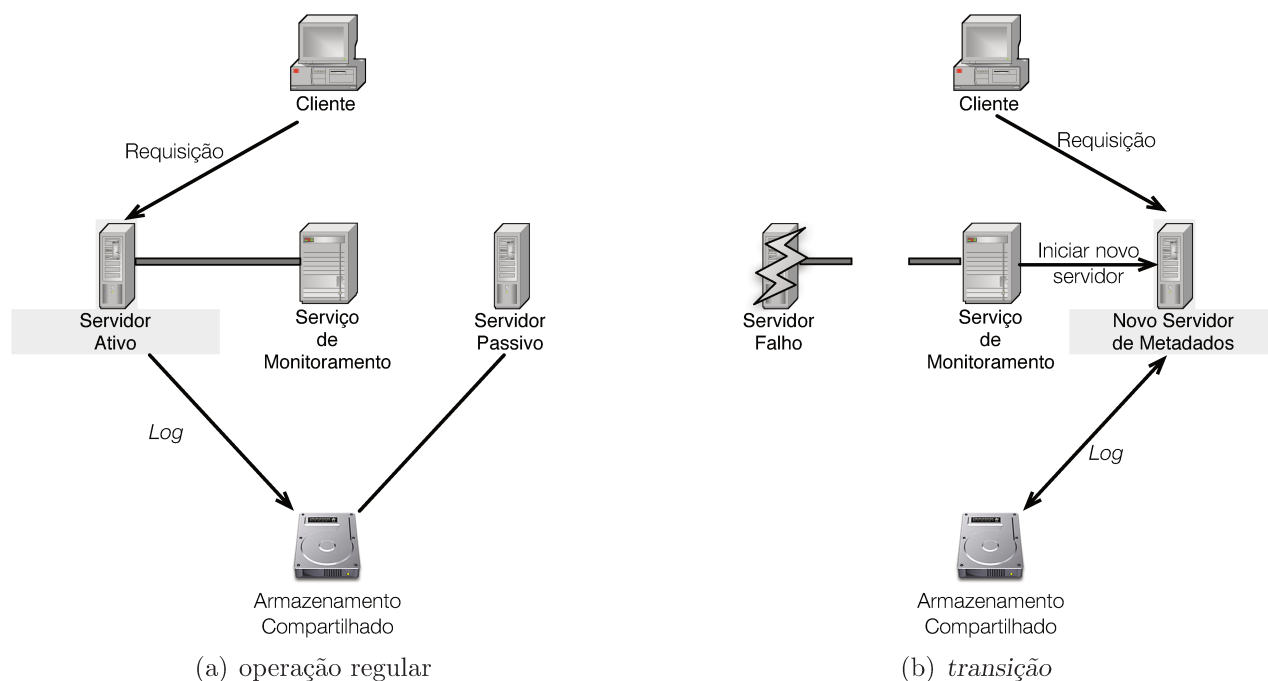 Cliente
Requisição
Servidor
Ativo
Serviço
de
Monitoramento
Servidor
Passivo
Log
Armazenamento
Compartilhado
(a) operação regular
Cliente
Requisição
Iniciar novo
servidor
Servidor
Falho
Serviço
de
Monitoramento
Novo Servidor
de Metadados
Log
Armazenamento
Compartilhado
(b) transição